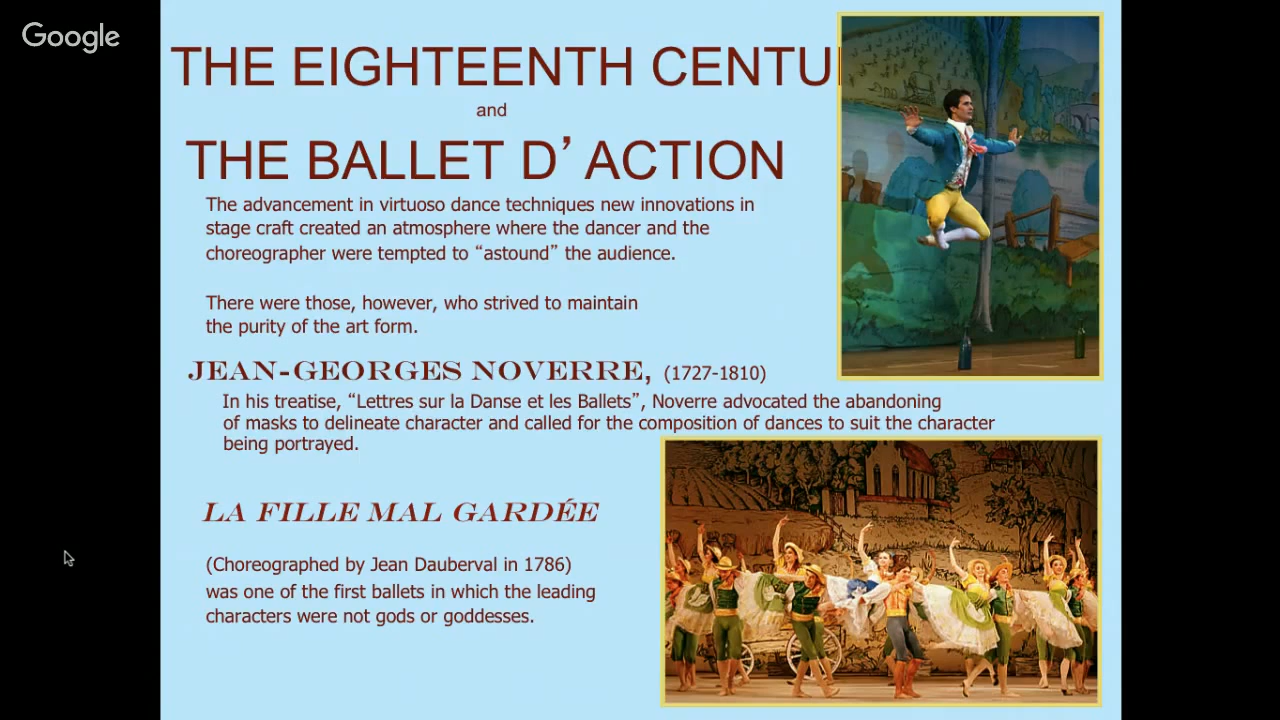 Google
THE EIGHTEENTH CENTU
and
THE BALLET D’ ACTION
The advancement in virtuoso dance techniques new innovations in
stage craft created an atmosphere where the dancer and the
choreographer were tempted to “astound” the audience.
There were those, however, who strived to maintain
the purity of the art form.
JEAN-GEORGES NOVERRE, (1727-1810)
In his treatise, “Lettres sur la Danse et les Ballets”, Noverre advocated the abandoning
of masks to delineate character and called for the composition of dances to suit the character
being portrayed.
LA FILLE MAL GARDÉE
(Choreographed by Jean Dauberval in 1786)
was one of the first ballets in which the leading
characters were not gods or goddesses.